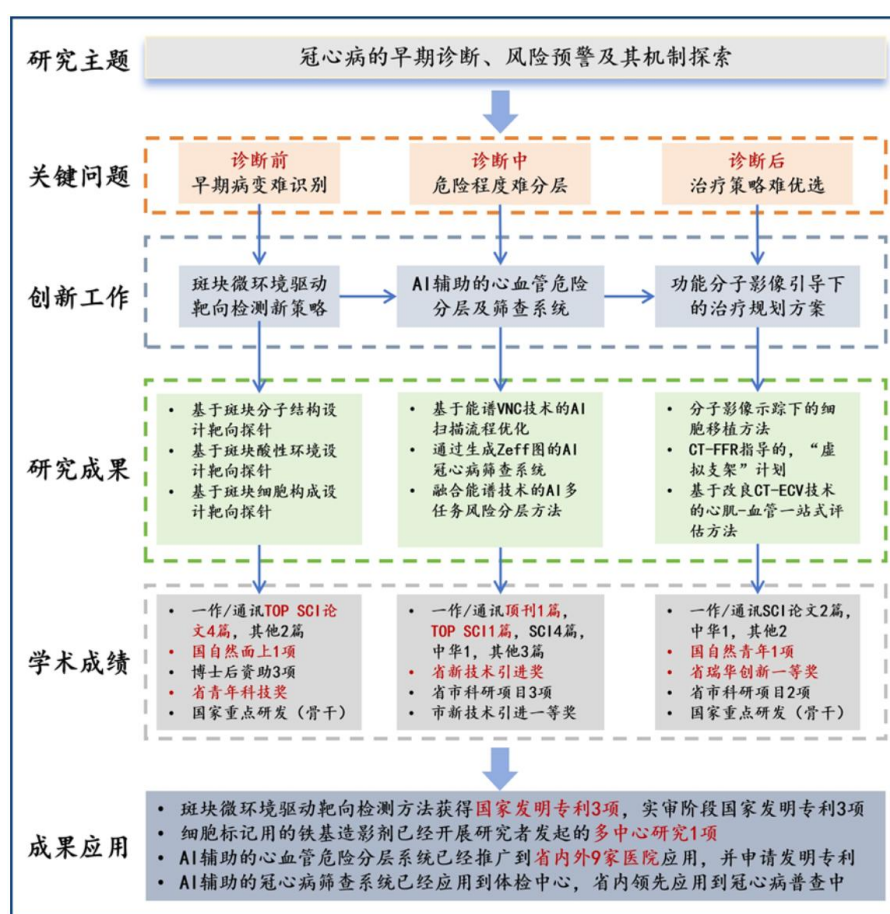 研究主题
冠心病的早期诊断、风险预警及其机制探索
关键问题
诊断前
早期病变难识别
诊断中
危险程度难分层
诊断后
治疗策略难优选
创新工作
斑块微环境驱动
靶向检测新策略
AI辅助的心血管危险
分层及筛查系统
功能分子影像引导下
的治疗规划方案
研究成果
• 基于斑块分子结构设
计靶向探针
• 基于斑块酸性环境设
计靶向探针
• 基于斑块细胞构成设
计靶向探针
• 基于能谱VNC技术的AI
扫描流程优化
• 通过生成Zeff图的AI
冠心病筛查系统
• 融合能谱技术的AI多
任务风险分层方法
• 分子影像示踪下的细
胞移植方法
• CT-FFR指导的,“虚
拟支架”计划
• 基于改良CT-ECV技术
的心肌-血管一站式评
估方法
学术成绩
• 一作/通讯TOP SCI论
文4篇，其他2篇
• 国自然面上1项
• 博士后资助3项
• 省青年科技奖
• 国家重点研发（骨干）
• 一作/通讯顶刊1篇，
TOP SCI1篇，SCI4篇，
中华1，其他3篇
• 省新技术引进奖
• 省市科研项目3项
• 市新技术引进一等奖
• 一作/通讯SCI论文2篇，
中华1，其他2
• 国自然青年1项
• 省瑞华创新一等奖
• 省市科研项目2项
• 国家重点研发（骨干）
成果应用
• 斑块微环境驱动靶向检测方法获得国家发明专利3项，实审阶段国家发明专利3项
• 细胞标记用的铁基造影剂已经开展研究者发起的多中心研究1项
• AI辅助的心血管危险分层系统已经推广到省内外9家医院应用，并申请发明专利
• AI辅助的冠心病筛查系统已经应用到体检中心，省内领先应用到冠心病普查中